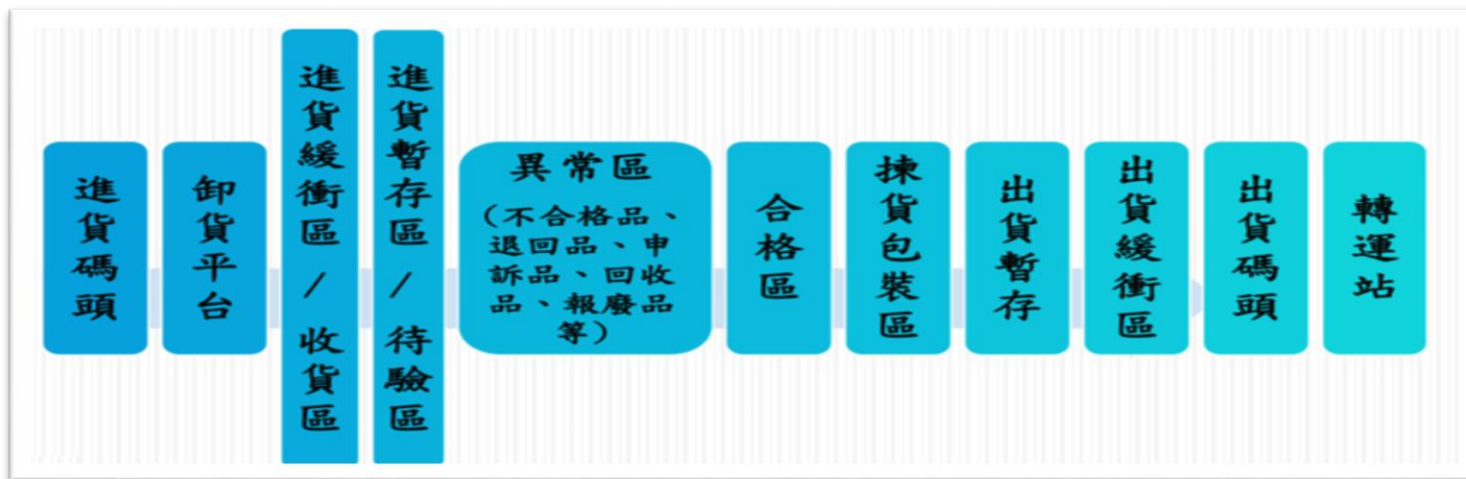 進貨碼頭
卸貨平台
進貨緩衝區/收貨區
進貨暫存區/待驗區
異常區
(不合格品、
退回品、申
訴品、回收
品、報廢品
等)
合格區
揀貨包裝區
出貨暫存
出貨緩衝區
出貨碼頭
轉運站